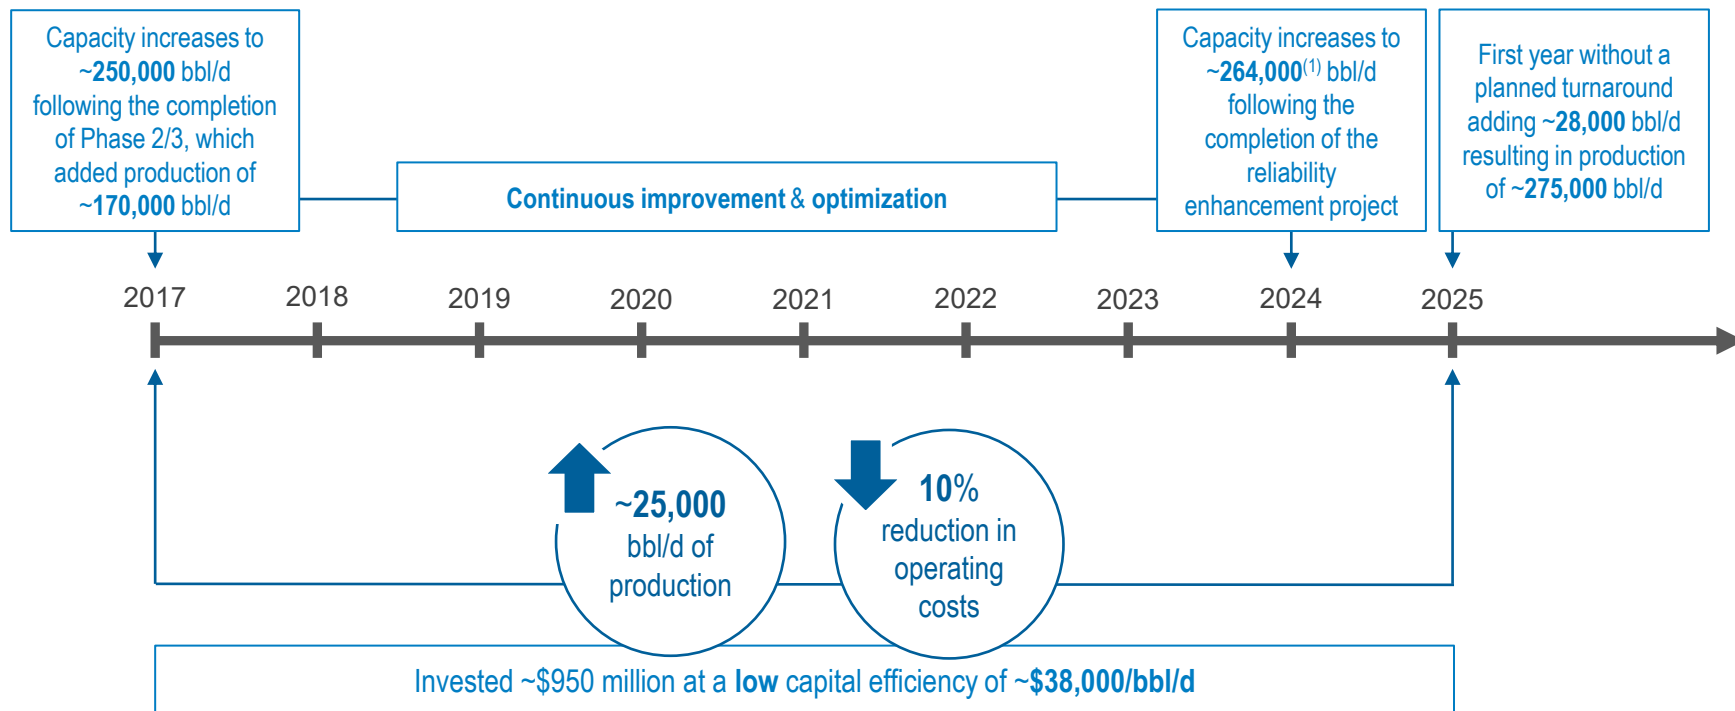 Capacity increases to
~250,000 bbl/d
following the completion
of Phase 2/3, which
added production of
~170,000 bbl/d
Continuous improvement & optimization
Capacity increases to
~264,000(1) bbl/d
following the
completion of the
reliability
enhancement project
First year without a
planned turnaround
adding ~28,000 bbl/d
resulting in production
of ~275,000 bbl/d
2017 2018 2019 2020 2021 2022 2023 2024 2025
~25,000
bbl/d of
production
10%
reduction in
operating
costs
Invested ~$950 million at a low capital efficiency of ~$38,000/bbl/d